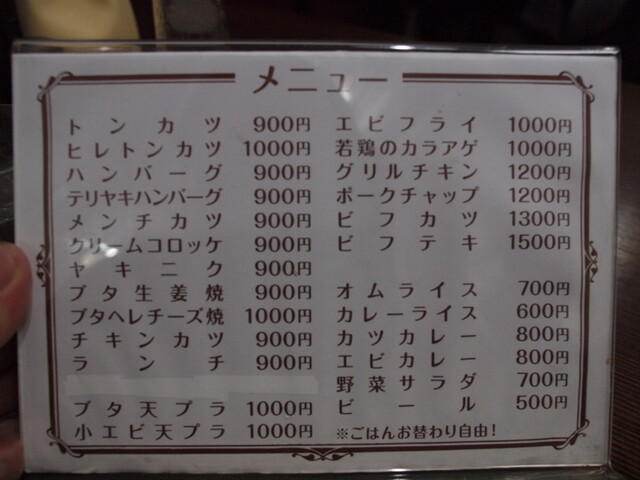 メニュー
トンカツ 900円
ヒレトンカツ 1000円
ハンバーグ 900円
テリヤキハンバーグ 900円
メンチカツ 900円
クリームコロッケ 900円
ヤキニク 900円
ブタ生姜焼 900円
ブタヘレチーズ焼 1000円
チキンカツ 900円
ランチ 900円
ブタ天プラ 1000円
小エビ天プラ 1000円
エビフライ 1000円
若鶏のカラアゲ 1000円
グリルチキン 1200円
ポークチャップ 1200円
ビフカツ 1300円
ビフテキ 1500円
オムライス 700円
カレーライス 600円
カツカレー 800円
エビカレー 800円
野菜サラダ 700円
ビール 500円
※ごはんお替わり自由!